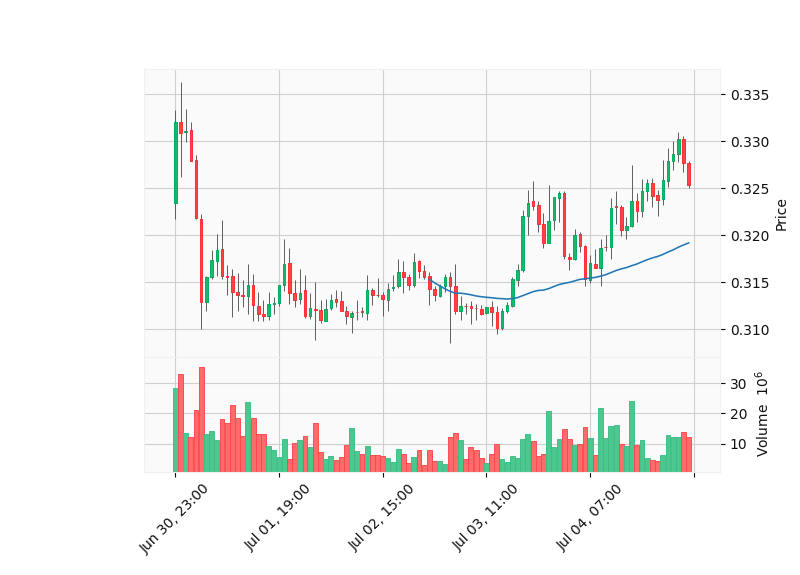 0.335
0.330
0.325
0.320
0.315
0.310
Price
30
20
10
Volume 10^6
Jun 30, 23:00
Jul 01, 19:00
Jul 02, 15:00
Jul 03, 11:00
Jul 04, 07:00